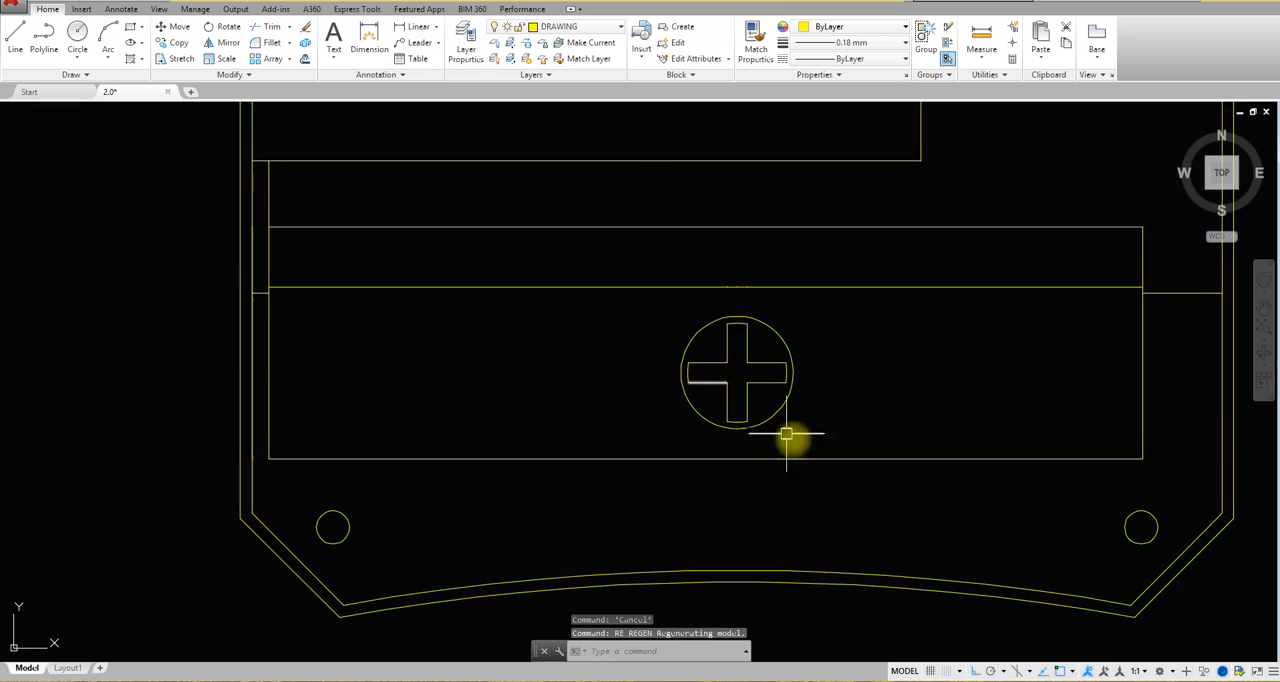 Home Insert Annotate View Manage Output Add-ins A360 Express Tools Featured Apps BIM 360 Performance
Line Polyline Circle Arc
Move Rotate Trim
Copy Mirror Fillet
Stretch Scale Array
Text Dimension
Linear
Leader
Table
Layer Properties
DRAWING
Make Current
Match Layer
Insert
Create
Edit
Edit Attributes
Match Properties
ByLayer
0.18 mm
ByLayer
Group Measure Paste Base
Draw Modify Annotation Layers Block Properties Groups Utilities Clipboard View
Start 2.0*
N
W TOP E
S
WCS
Command: 'Cancel'
Command: RE REGEN Regenerating model.
Type a command
Y
X
Model Layout1
MODEL 1:1